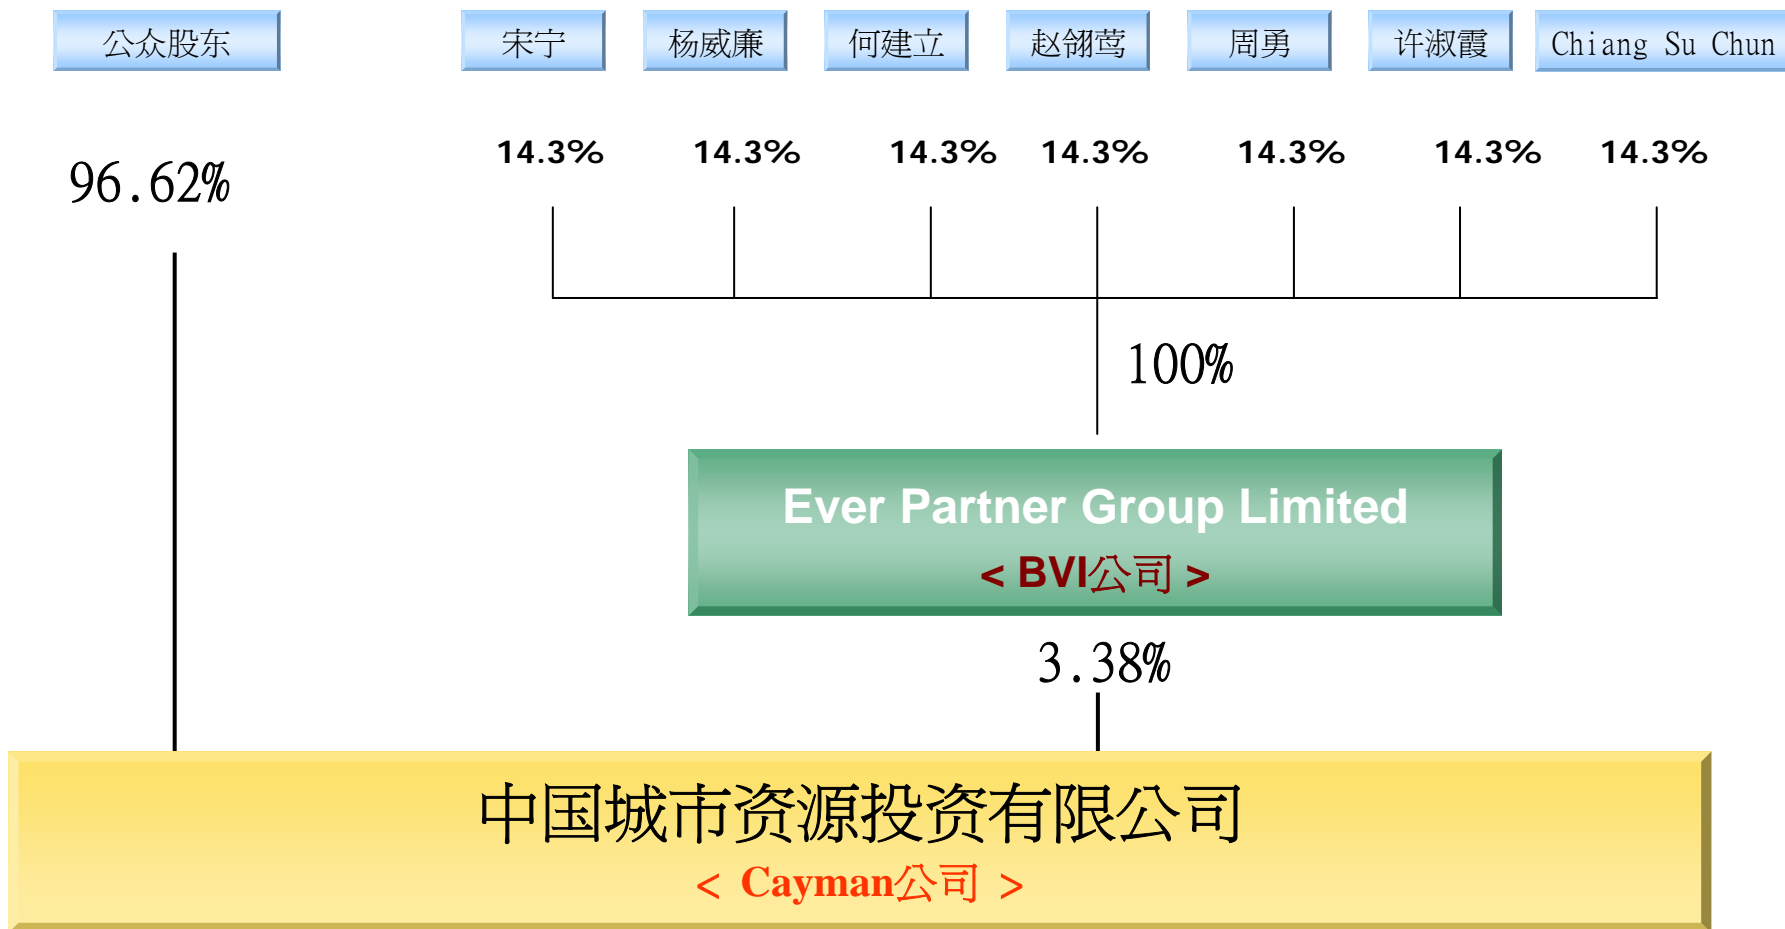 公众股东
宋宁
杨威廉
何建立
赵翎莺
周勇
许淑霞
Chiang Su Chun
96.62%
14.3%
14.3%
14.3%
14.3%
14.3%
14.3%
14.3%
100%
Ever Partner Group Limited
< BVI公司 >
3.38%
中国城市资源投资有限公司
< Cayman公司 >